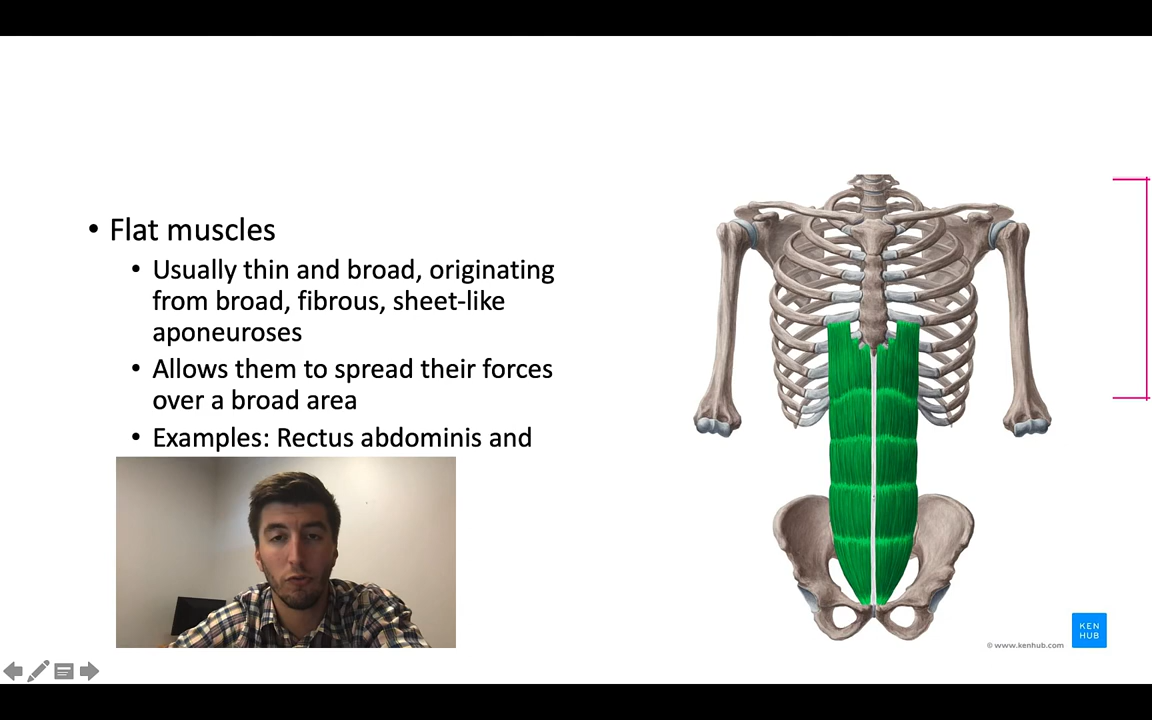 • Flat muscles
• Usually thin and broad, originating
from broad, fibrous, sheet-like
aponeuroses
• Allows them to spread their forces
over a broad area
• Examples: Rectus abdominis and
KEN
HUB
© www.kenhub.com